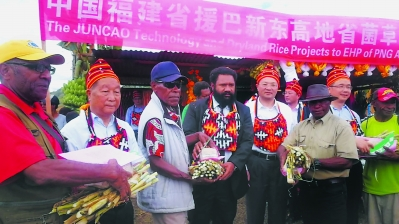 中国福建省援巴新东高地省菌草
The JUNCAO Technology and Dryland Rice Projects to EHP of PNG A